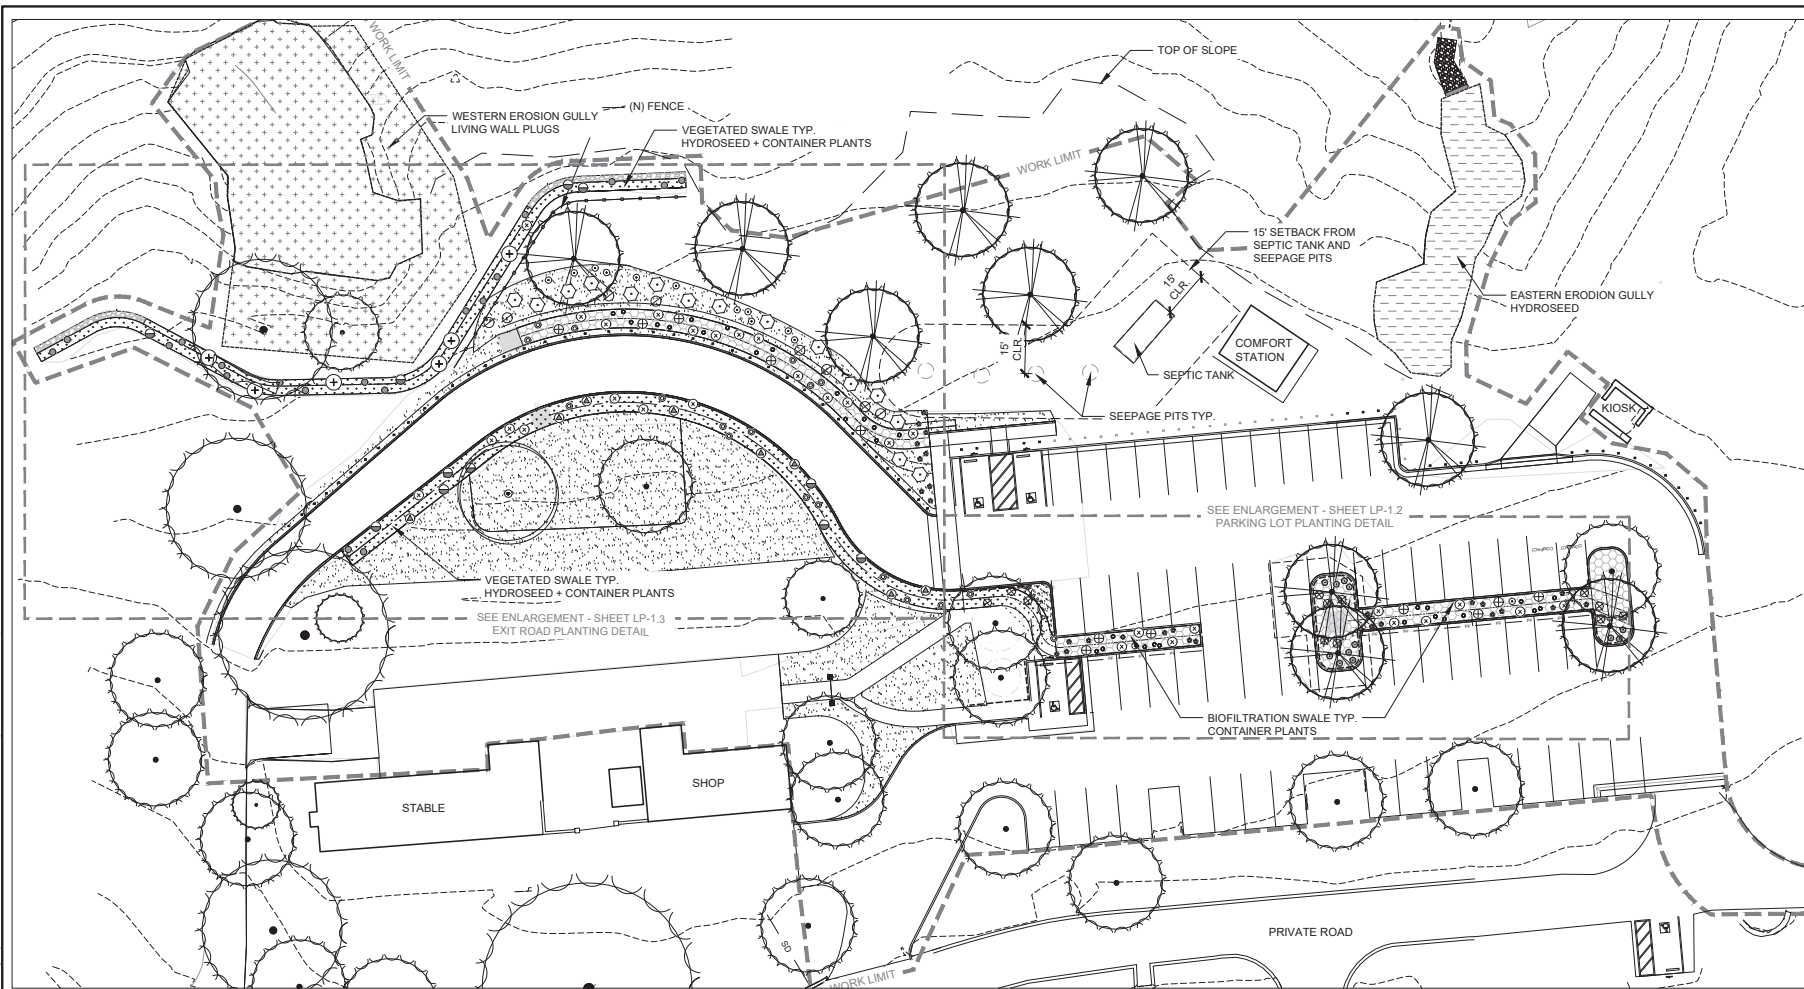 WORK LIMIT
TOP OF SLOPE
WESTERN EROSION GULLY
LIVING WALL PLUGS
(N) FENCE
VEGETATED SWALE TYP.
HYDROSEED + CONTAINER PLANTS
WORK LIMIT
15' SETBACK FROM
SEPTIC TANK AND
SEEPAGE PITS
15'
CLR.
EASTERN ERODION GULLY
HYDROSEED
COMFORT
STATION
15'
CLR.
SEPTIC TANK
SEEPAGE PITS TYP.
KIOSK
SEE ENLARGEMENT - SHEET LP-1.2
PARKING LOT PLANTING DETAIL
COMPACT
COMPACT
VEGETATED SWALE TYP.
HYDROSEED + CONTAINER PLANTS
SEE ENLARGEMENT - SHEET LP-1.3
EXIT ROAD PLANTING DETAIL
BIOFILTRATION SWALE TYP.
CONTAINER PLANTS
STABLE
SHOP
SD
PRIVATE ROAD
WORK LIMIT